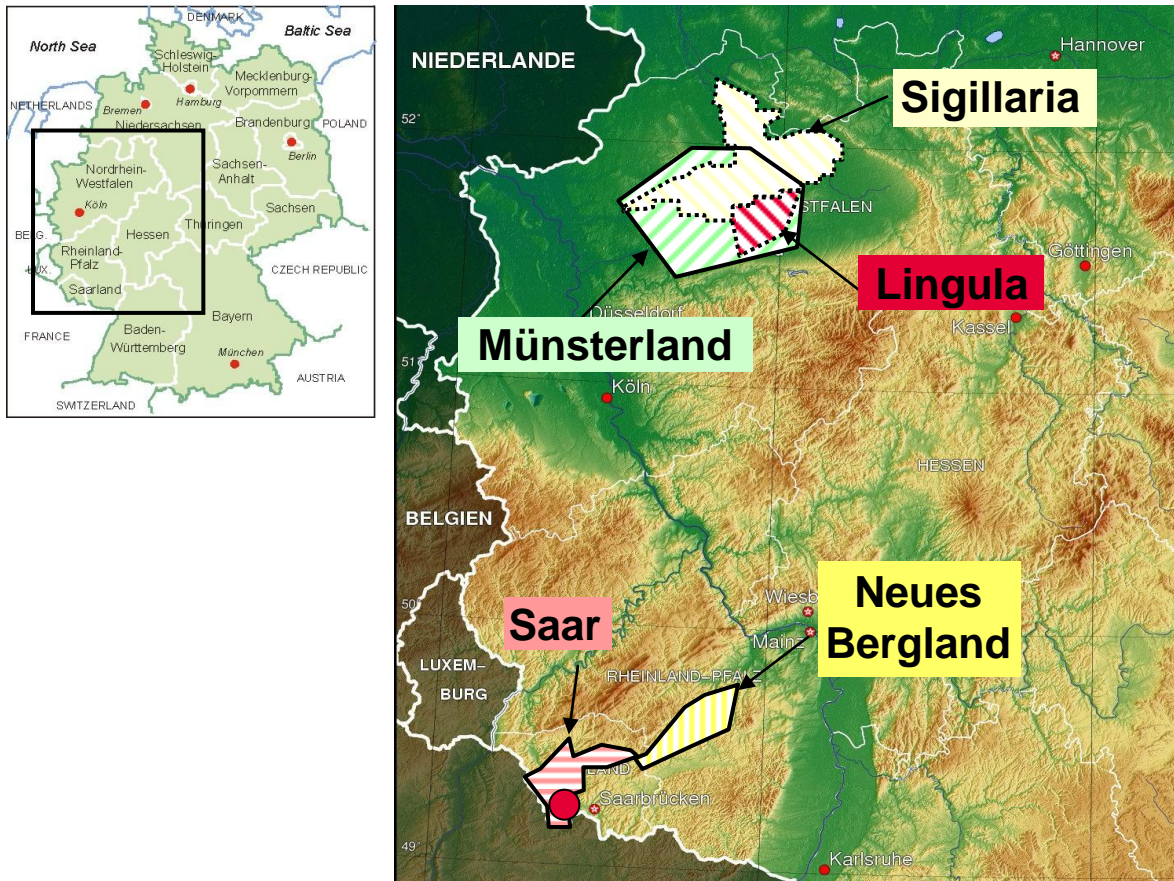 DENMARK
North Sea
Baltic Sea
Schleswig-
Holstein
Mecklenburg-
Vorpommern
NETHERLANDS
Bremen
Hamburg
Niedersachsen
Brandenburg
POLAND
Berlin
Sachsen-
Anhalt
Nordrhein-
Westfalen
Köln
Sachsen
BELG.
Hessen
Thüringen
Rheinland-
Pfalz
LUX.
CZECH REPUBLIC
Saarland
Bayern
FRANCE
Baden-
Württemberg
München
AUSTRIA
SWITZERLAND
NIEDERLANDE
Hannover
Sigillaria
52°
STFALEN
Göttingen
Lingula
Düsseldorf
Kassel
Münsterland
51°
Köln
HESSEN
BELGIEN
Neues
Bergland
50°
Wiesb
Saar
Mainz
LUXEM–
BURG
RHEINLAND–PFALZ
LAND
Saarbrücken
49°
Karlsruhe